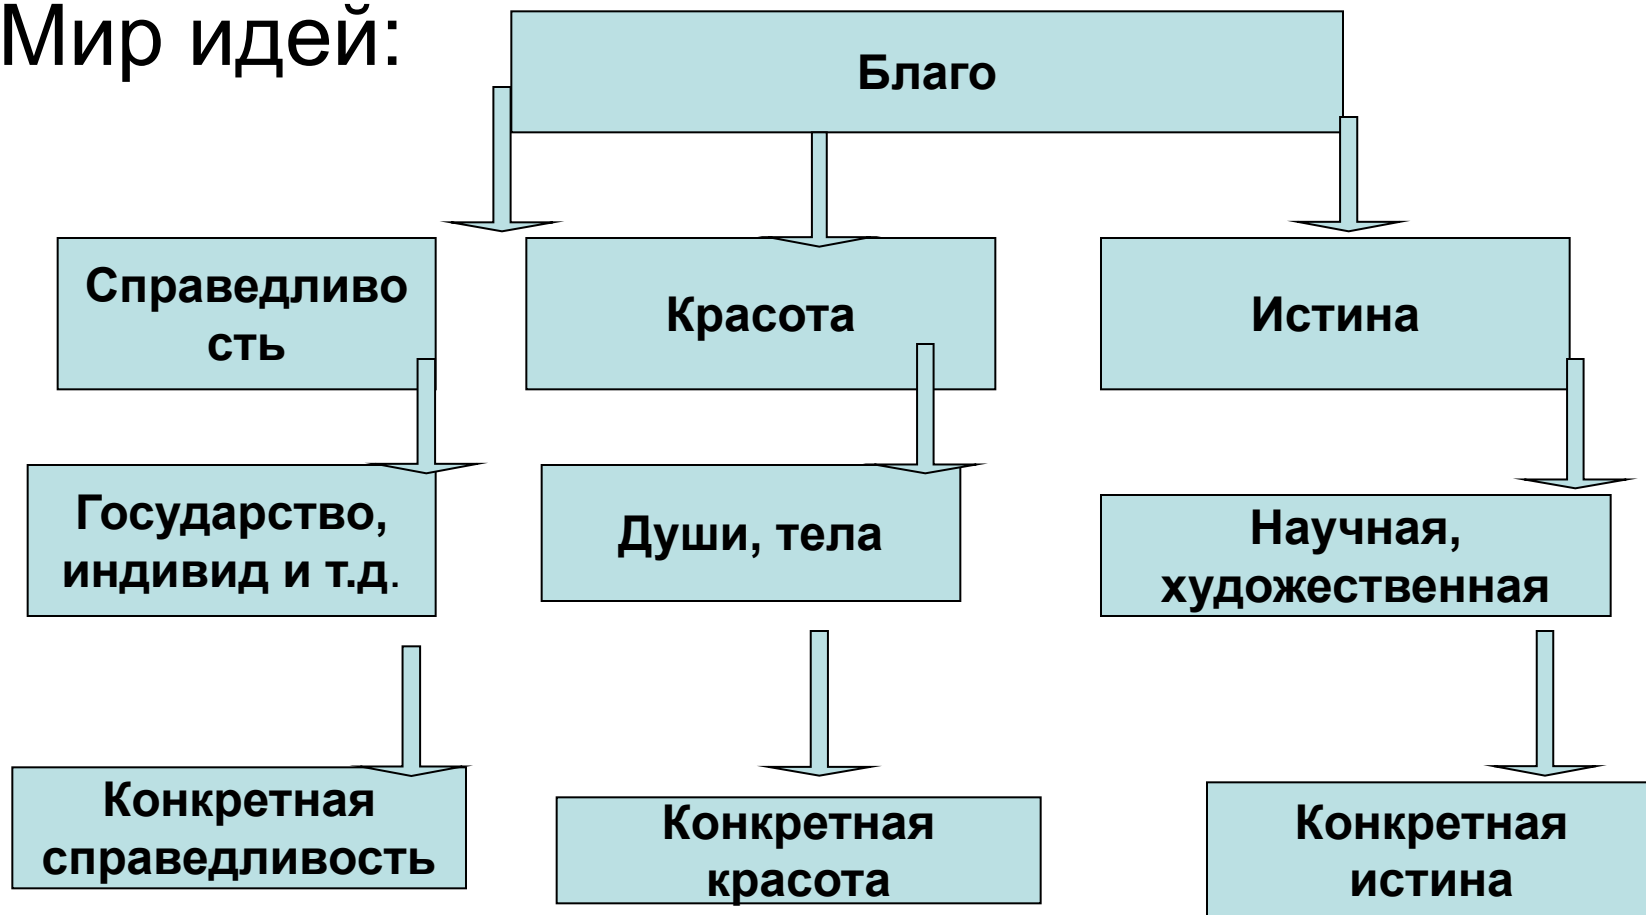 Мир идей:
Благо
Справедливо
сть
Красота
Истина
Государство,
индивид и т.д.
Души, тела
Научная,
художественная
Конкретная
справедливость
Конкретная
красота
Конкретная
истина